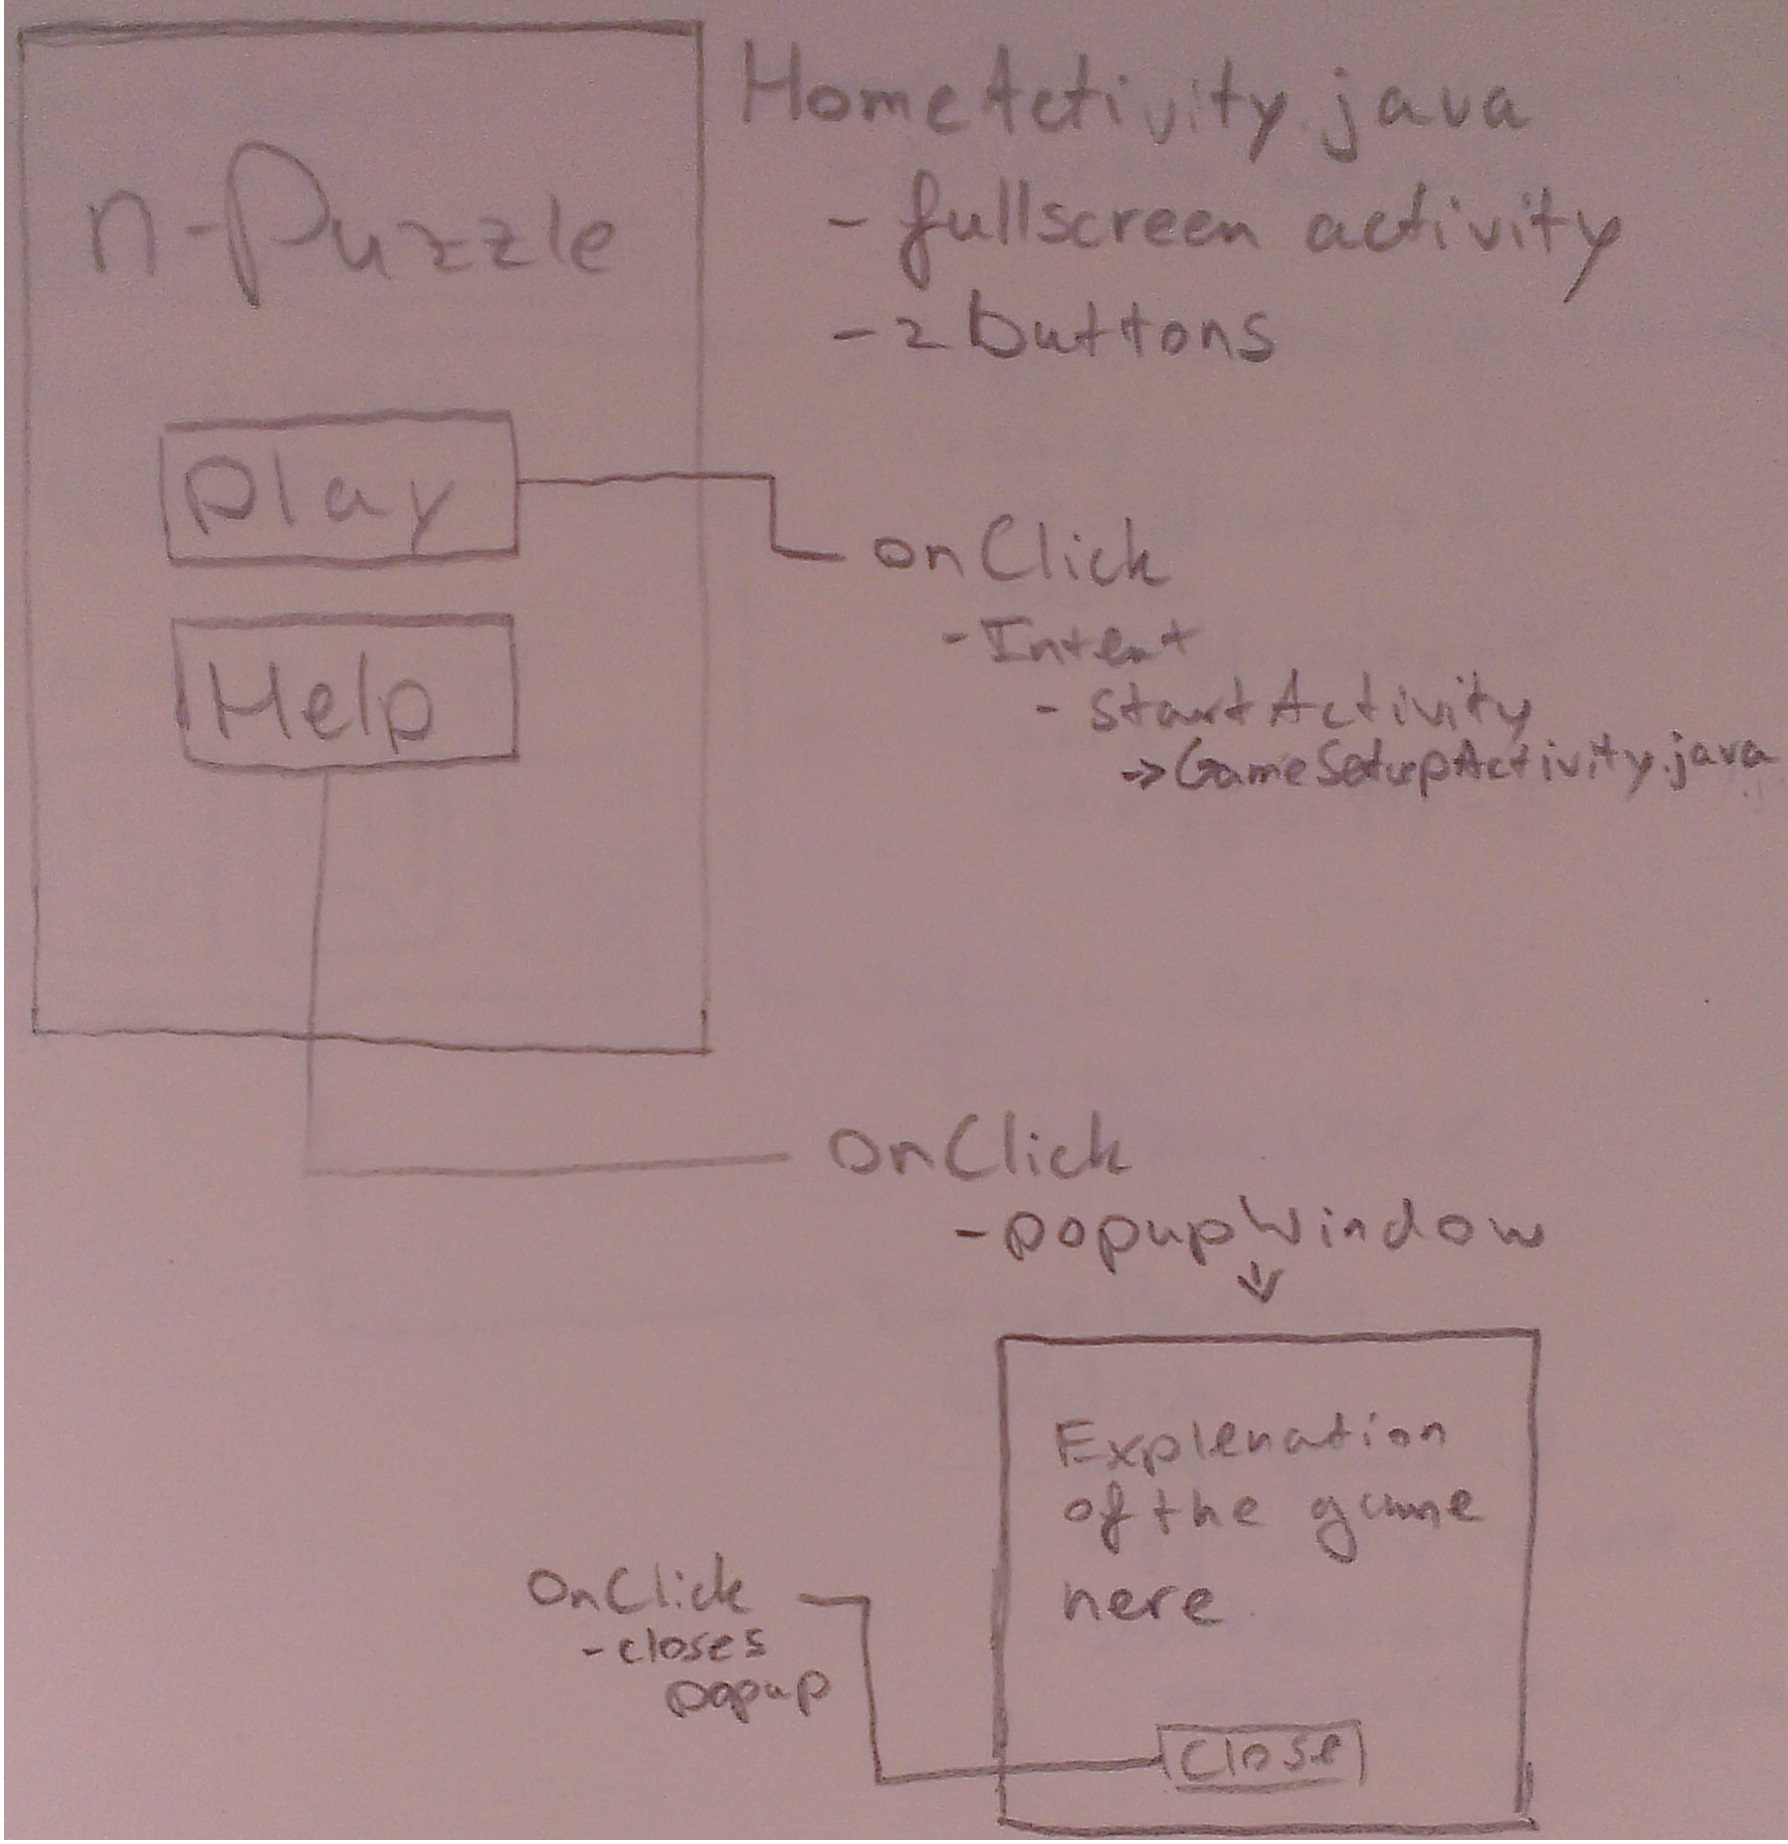 HomeActivity.java
- fullscreen activity
- 2 buttons
n-Puzzle
Play
Help
onClick
- Intent
- startActivity
-> GameSetupActivity.java
onClick
- popupWindow
Explenation
of the game
here
Close
OnClick
- closes
popup